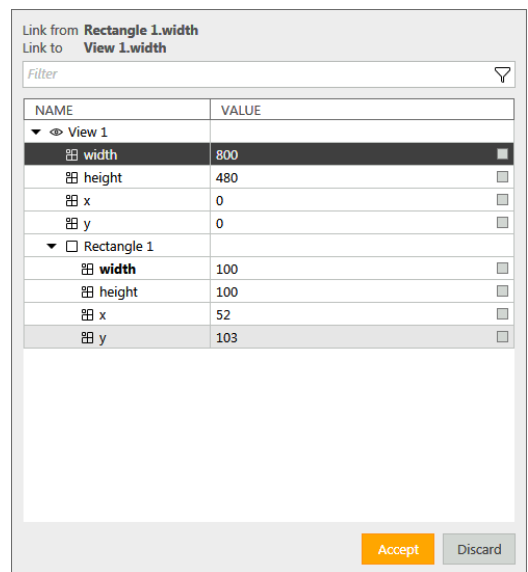 Link from Rectangle 1.width
Link to View 1.width
Filter
NAME VALUE
View 1
width 800
height 480
x 0
y 0
Rectangle 1
width 100
height 100
x 52
y 103
Accept Discard